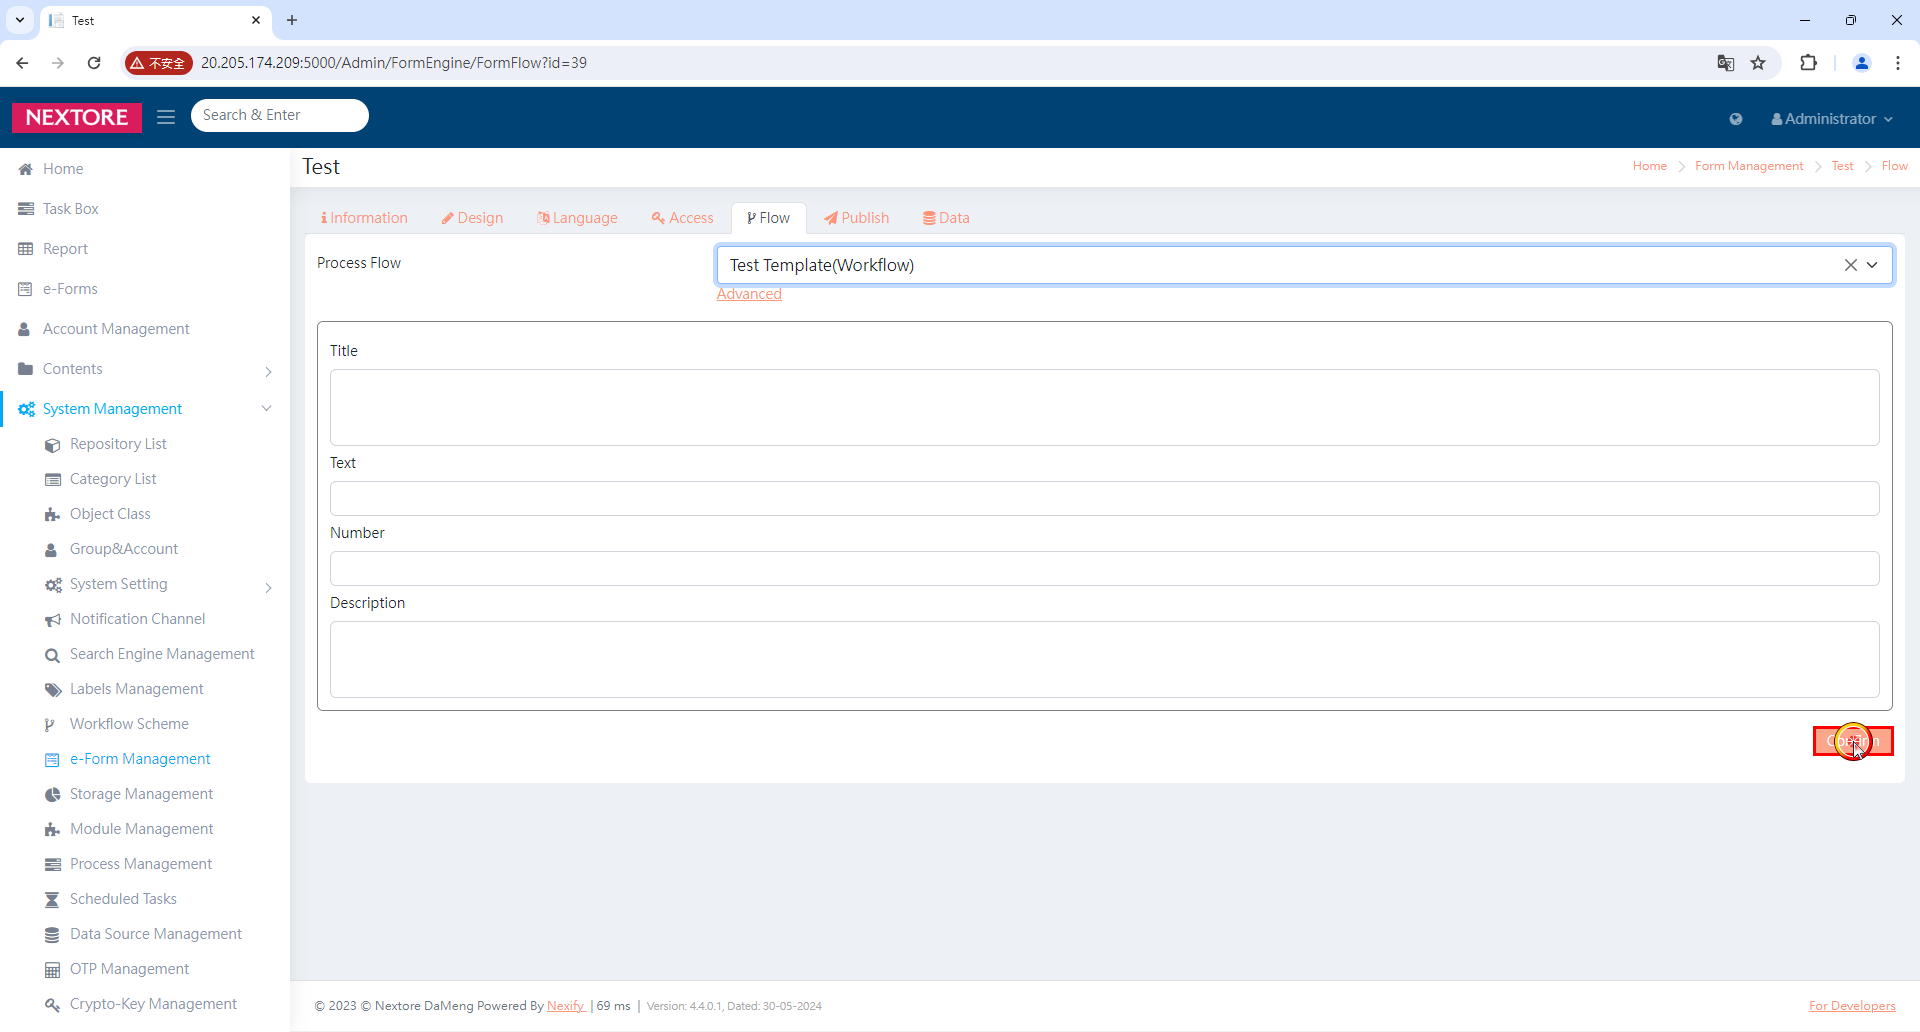 Test
不安全
20.205.174.209:5000/Admin/FormEngine/FormFlow?id=39
NEXTORE
Search & Enter
Administrator
Home
Task Box
Report
e-Forms
Account Management
Contents
System Management
Repository List
Category List
Object Class
Group&Account
System Setting
Notification Channel
Search Engine Management
Labels Management
Workflow Scheme
e-Form Management
Storage Management
Module Management
Process Management
Scheduled Tasks
Data Source Management
OTP Management
Crypto-Key Management
Test
Home > Form Management > Test > Flow
Information Design Language Access Flow Publish Data
Process Flow
Test Template(Workflow)
Advanced
Title
Text
Number
Description
© 2023 © Nextore DaMeng Powered By Nexify | 69 ms | Version: 4.4.0.1, Dated: 30-05-2024
For Developers